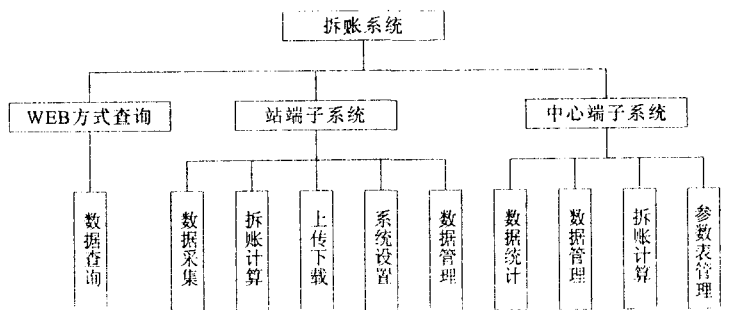 拆账系统
WEB方式查询
站端子系统
中心端子系统
数据查询
数据采集
拆账计算
上传下载
系统设置
数据管理
数据统计
数据管理
拆账计算
参数表管理